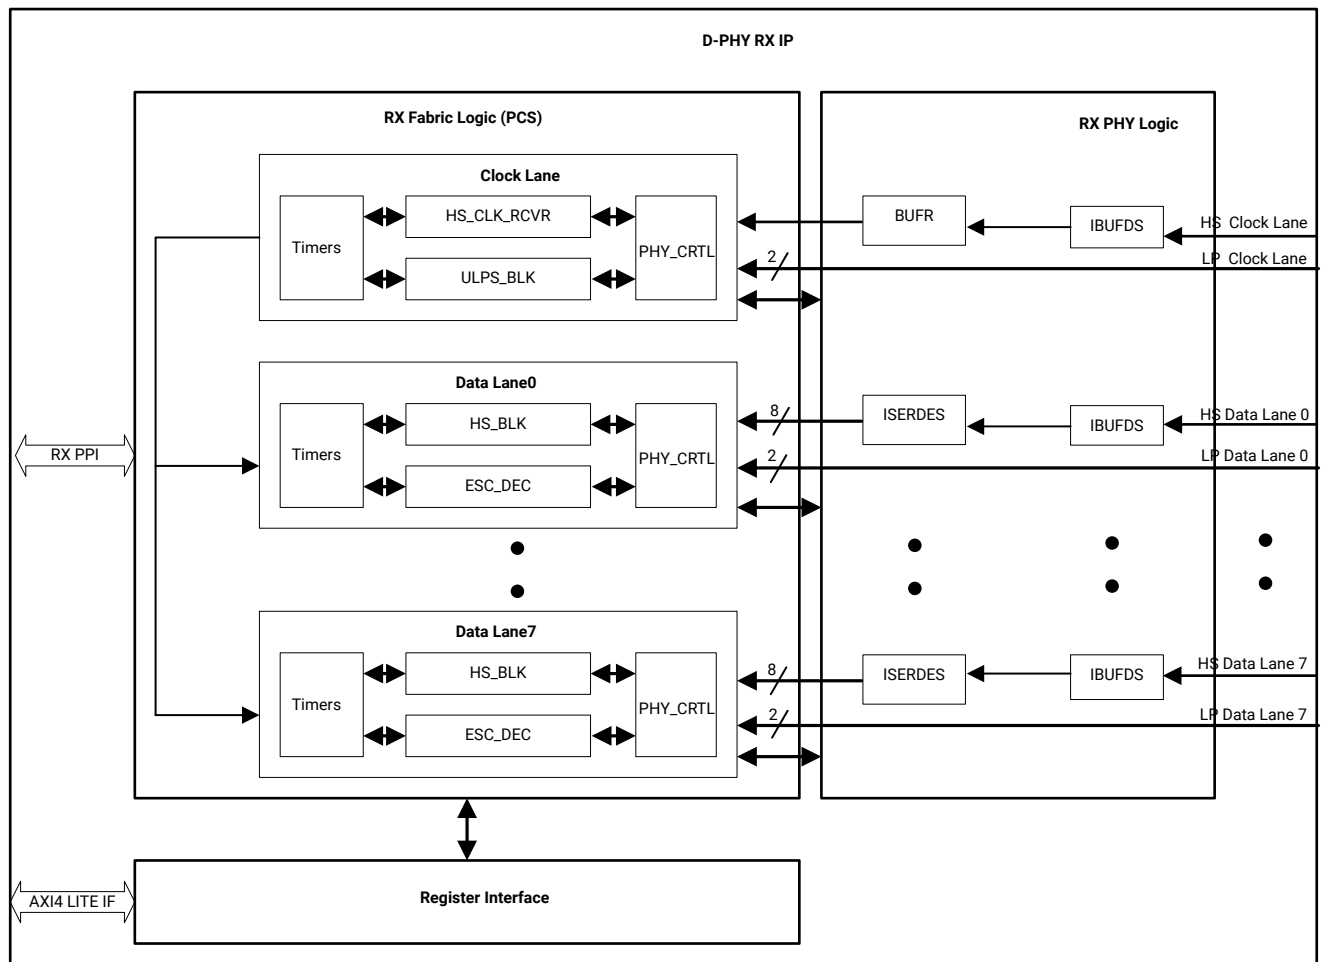 D-PHY RX IP
RX Fabric Logic (PCS)
RX PHY Logic
Clock Lane
Timers
HS_CLK_RCVR
ULPS_BLK
PHY_CRTL
2
BUFR
IBUFDS
HS Clock Lane
LP Clock Lane
Data Lane0
Timers
HS_BLK
ESC_DEC
PHY_CRTL
8
2
ISERDES
IBUFDS
HS Data Lane 0
LP Data Lane 0
RX PPI
Data Lane7
Timers
HS_BLK
ESC_DEC
PHY_CRTL
8
2
ISERDES
IBUFDS
HS Data Lane 7
LP Data Lane 7
Register Interface
AXI4 LITE IF